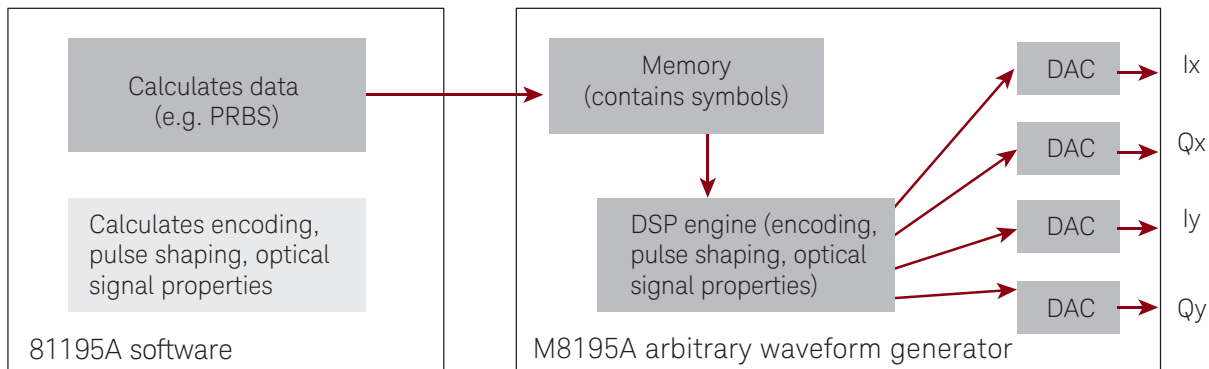 Calculates data
(e.g. PRBS)
Calculates encoding,
pulse shaping, optical
signal properties
81195A software
Memory
(contains symbols)
DSP engine (encoding,
pulse shaping, optical
signal properties)
M8195A arbitrary waveform generator
DAC
Ix
DAC
Qx
DAC
Iy
DAC
Qy